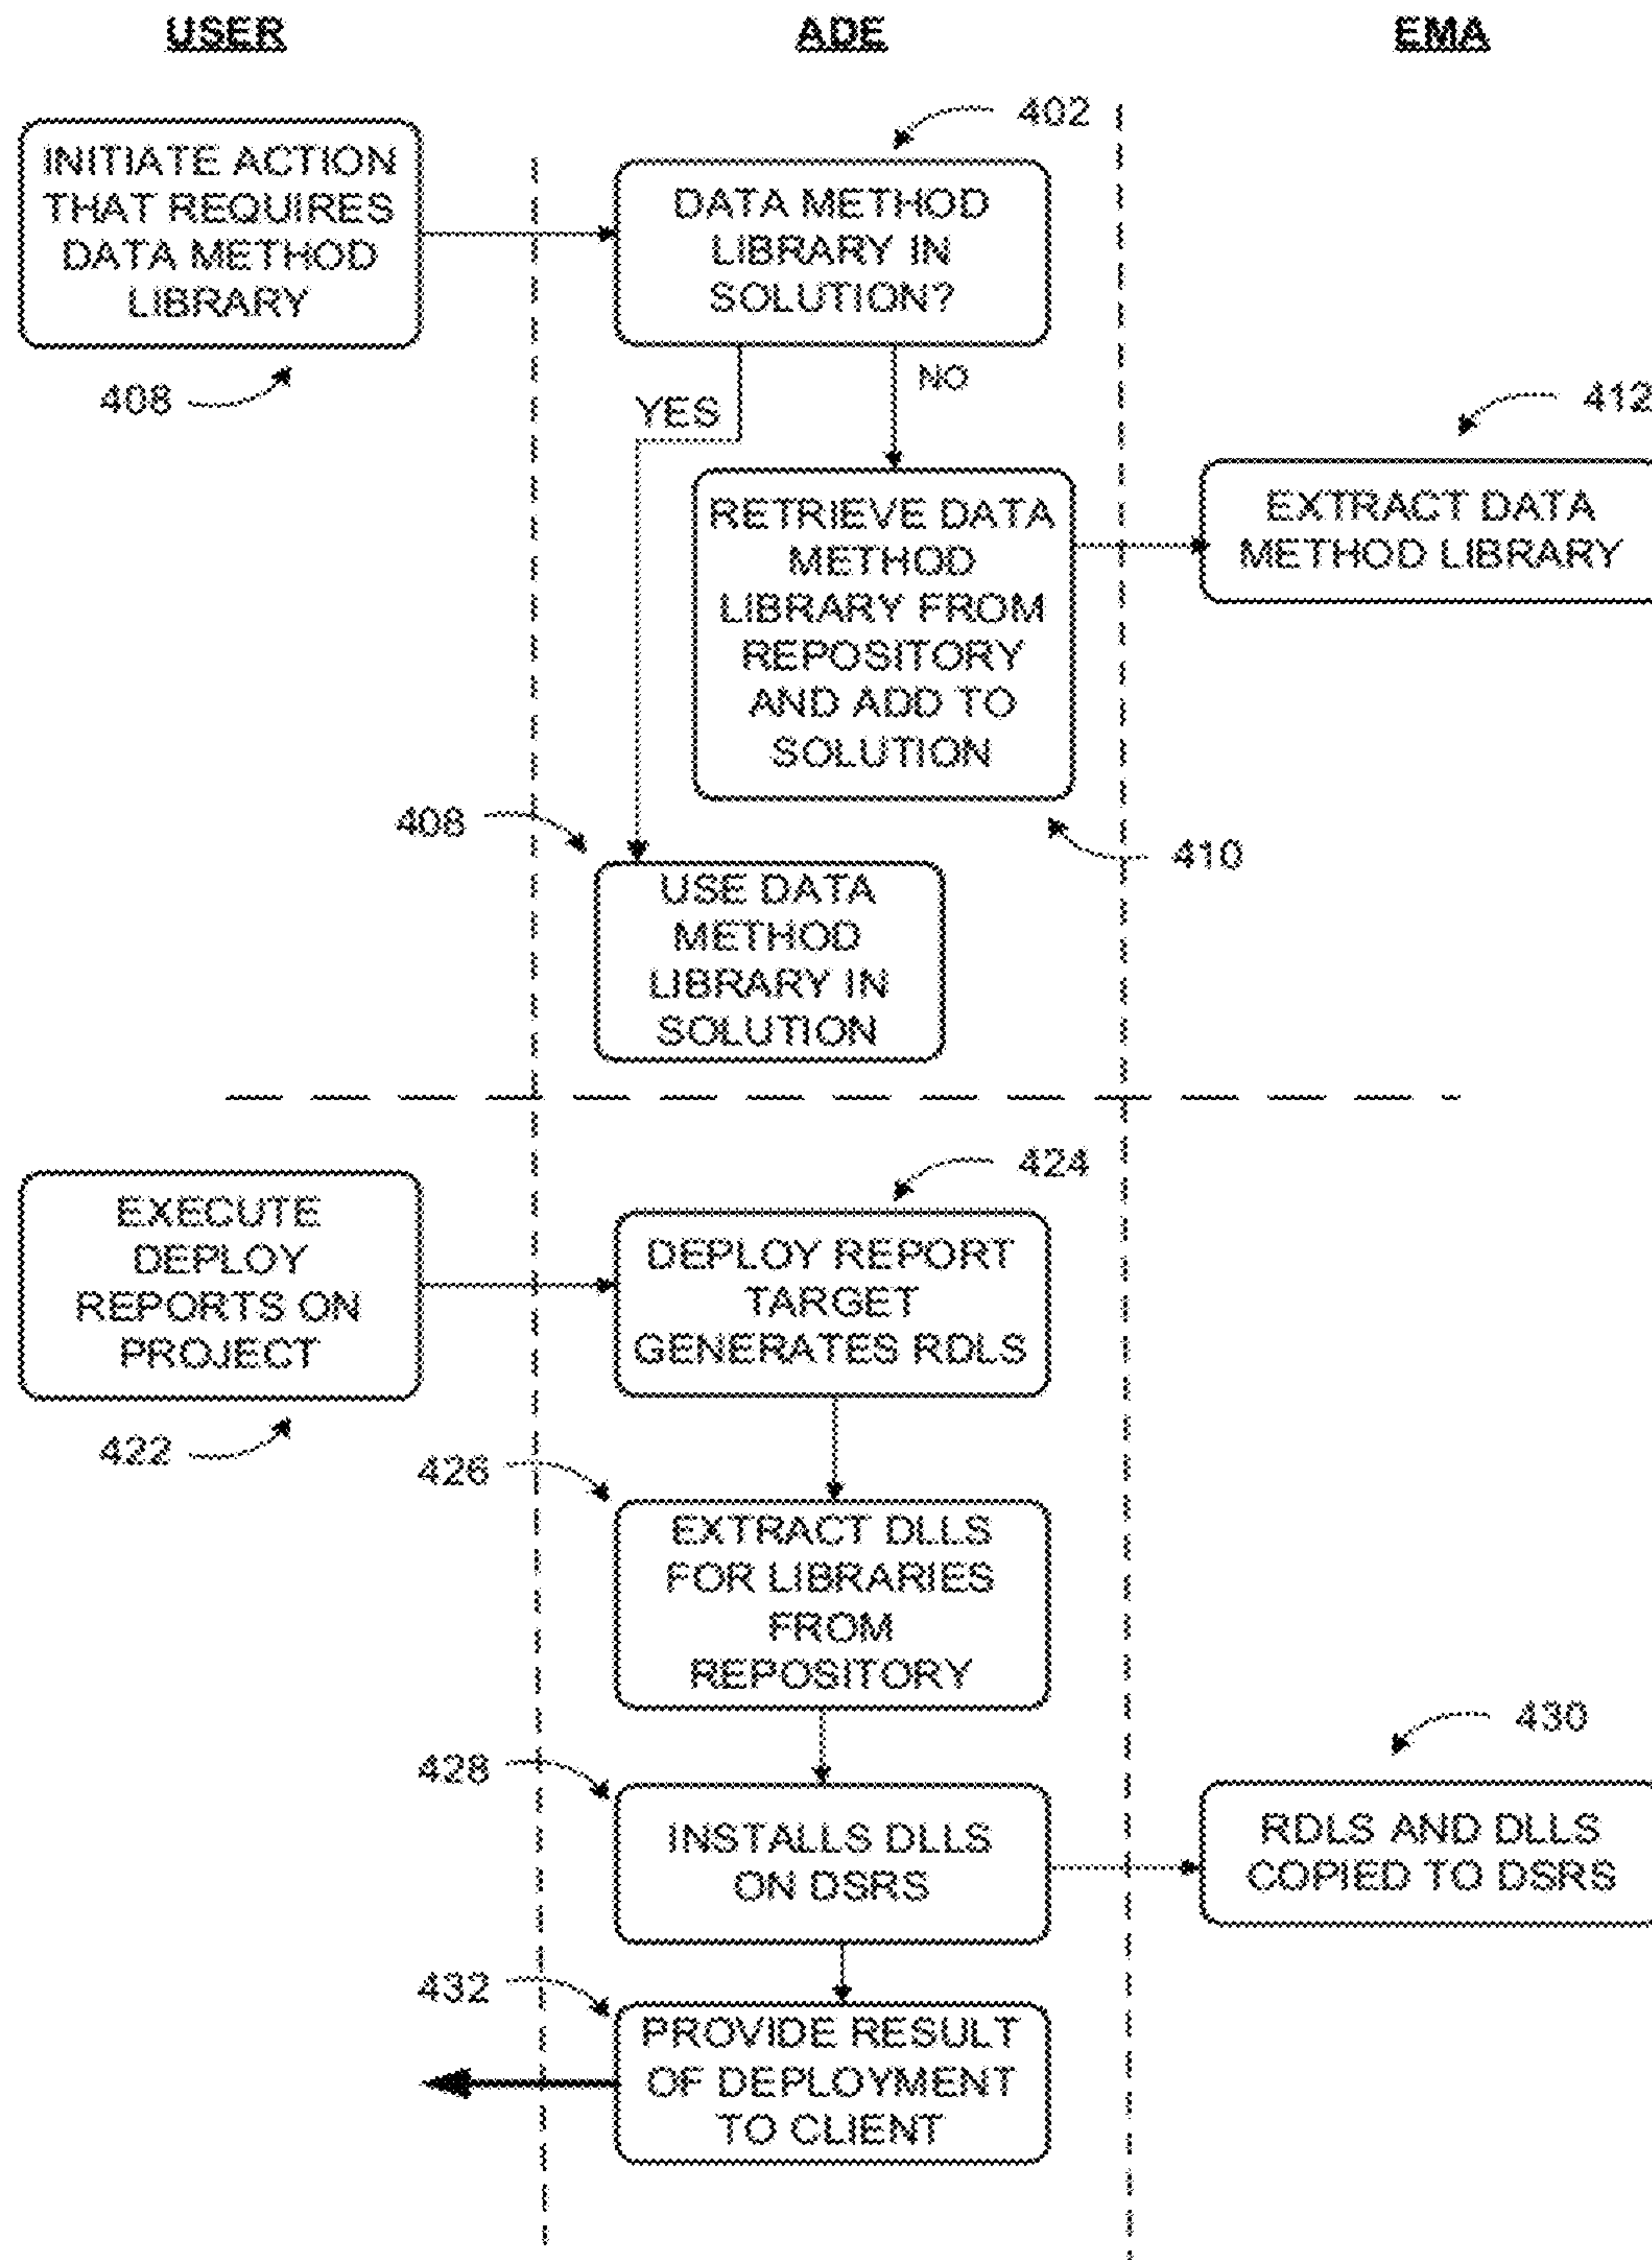 USER
ADE
EMA
402
INITIATE ACTION
THAT REQUIRES
DATA METHOD
LIBRARY
408
DATA METHOD
LIBRARY IN
SOLUTION?
YES
NO
412
EXTRACT DATA
METHOD LIBRARY
RETRIEVE DATA
METHOD
LIBRARY FROM
REPOSITORY
AND ADD TO
SOLUTION
410
408
USE DATA
METHOD
LIBRARY IN
SOLUTION
EXECUTE
DEPLOY
REPORTS ON
PROJECT
422
424
DEPLOY REPORT
TARGET
GENERATES RDLS
426
EXTRACT DLLS
FOR LIBRARIES
FROM
REPOSITORY
428
INSTALLS DLLS
ON DSRS
430
RDLS AND DLLS
COPIED TO DSRS
432
PROVIDE RESULT
OF DEPLOYMENT
TO CLIENT